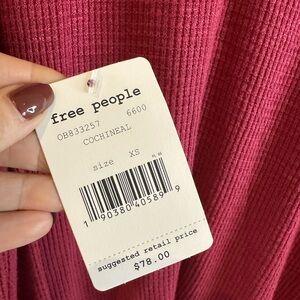 free people
OB833257 6600
COCHINEAL
size XS
1 90380 40589 9
suggested retail price
$78.00